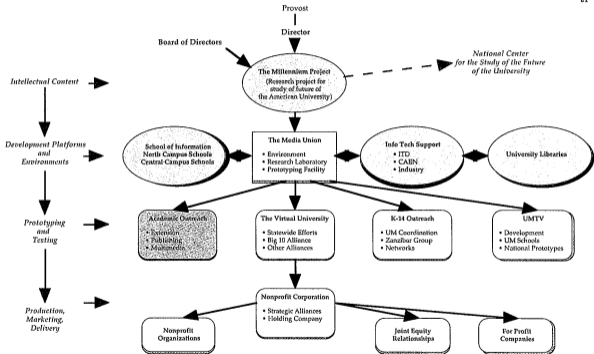 Provost
Director
Board of Directors
National Center
for the Study of the Future
of the University
Intellectual Content
The Millennium Project
(Research project for
study of future of
the American University)
Development Platforms
and
Environments
School of Information
North Campus Schools
Central Campus Schools
The Media Union
• Environment
• Research Laboratory
• Prototyping Facility
Info Tech Support
• ITD
• CAEN
• Industry
University Libraries
Prototyping
and
Testing
Academic Outreach
• Extension
• Publishing
• Multimedia
The Virtual University
• Statewide Efforts
• Big 10 Alliance
• Other Alliances
K-14 Outreach
• UM Coordination
• Zanzibar Group
• Networks
UMTV
• Development
• UM Schools
• National Prototypes
Production,
Marketing,
Delivery
Nonprofit Corporation
• Strategic Alliances
• Holding Company
Nonprofit
Organizations
Joint Equity
Relationships
For Profit
Companies